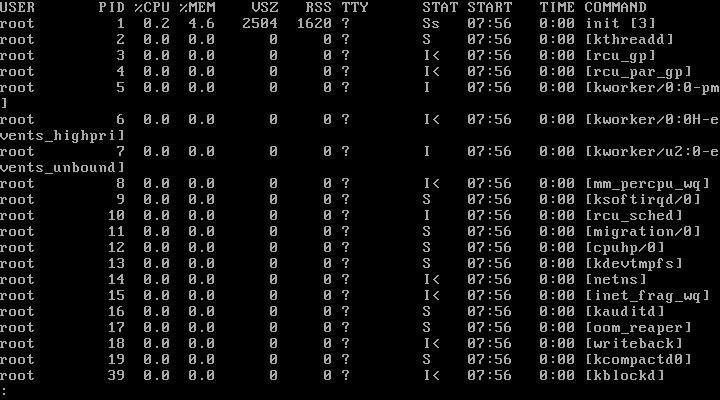 USER       PID %CPU %MEM    VSZ   RSS TTY      STAT START   TIME COMMAND
root         1  0.2  4.6   2504  1620 ?        Ss   07:56   0:00 init [3]
root         2  0.0  0.0      0     0 ?        S    07:56   0:00 [kthreadd]
root         3  0.0  0.0      0     0 ?        I<   07:56   0:00 [rcu_gp]
root         4  0.0  0.0      0     0 ?        I<   07:56   0:00 [rcu_par_gp]
root         5  0.0  0.0      0     0 ?        I    07:56   0:00 [kworker/0:0-pm
]
root         6  0.0  0.0      0     0 ?        I<   07:56   0:00 [kworker/0:0H-e
vents_highpri]
root         7  0.0  0.0      0     0 ?        I    07:56   0:00 [kworker/u2:0-e
vents_unbound]
root         8  0.0  0.0      0     0 ?        I<   07:56   0:00 [mm_percpu_wq]
root         9  0.0  0.0      0     0 ?        S    07:56   0:00 [ksoftirqd/0]
root        10  0.0  0.0      0     0 ?        I    07:56   0:00 [rcu_sched]
root        11  0.0  0.0      0     0 ?        S    07:56   0:00 [migration/0]
root        12  0.0  0.0      0     0 ?        S    07:56   0:00 [cpuhp/0]
root        13  0.0  0.0      0     0 ?        S    07:56   0:00 [kdevtmpfs]
root        14  0.0  0.0      0     0 ?        I<   07:56   0:00 [netns]
root        15  0.0  0.0      0     0 ?        I<   07:56   0:00 [inet_frag_wq]
root        16  0.0  0.0      0     0 ?        S    07:56   0:00 [kauditd]
root        17  0.0  0.0      0     0 ?        S    07:56   0:00 [oom_reaper]
root        18  0.0  0.0      0     0 ?        I<   07:56   0:00 [writeback]
root        19  0.0  0.0      0     0 ?        S    07:56   0:00 [kcompactd0]
root        39  0.0  0.0      0     0 ?        I<   07:56   0:00 [kblockd]
: